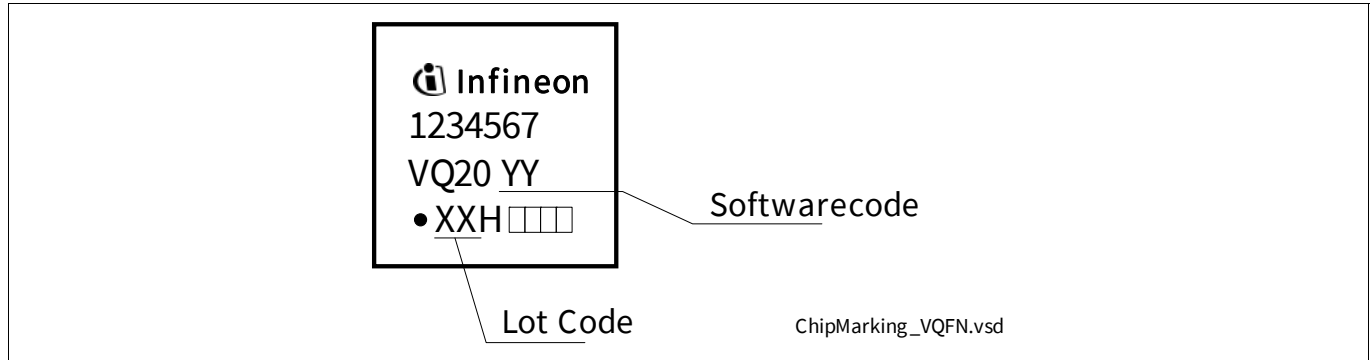 Infineon
1234567
VQ20 YY
•XXH□□□□
Softwarecode
Lot Code
ChipMarking_VQFN.vsd